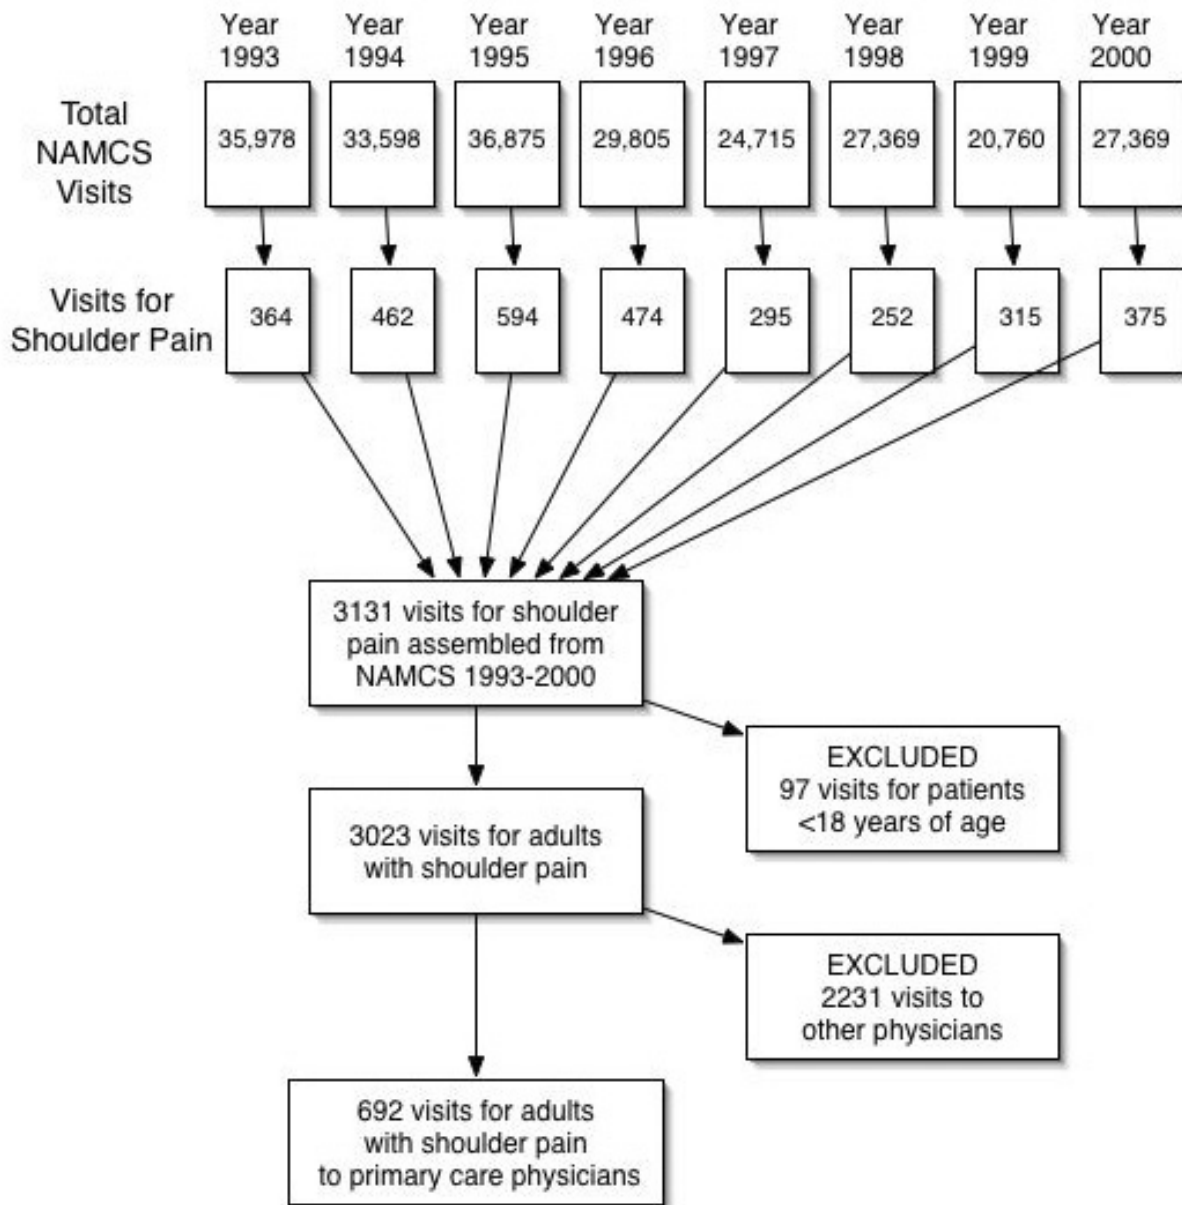 Year Year Year Year Year Year Year Year
1993 1994 1995 1996 1997 1998 1999 2000
Total
NAMCS
Visits
35,978 33,598 36,875 29,805 24,715 27,369 20,760 27,369
Visits for
Shoulder Pain
364 462 594 474 295 252 315 375
3131 visits for shoulder
pain assembled from
NAMCS 1993-2000
EXCLUDED
97 visits for patients
<18 years of age
3023 visits for adults
with shoulder pain
EXCLUDED
2231 visits to
other physicians
692 visits for adults
with shoulder pain
to primary care physicians